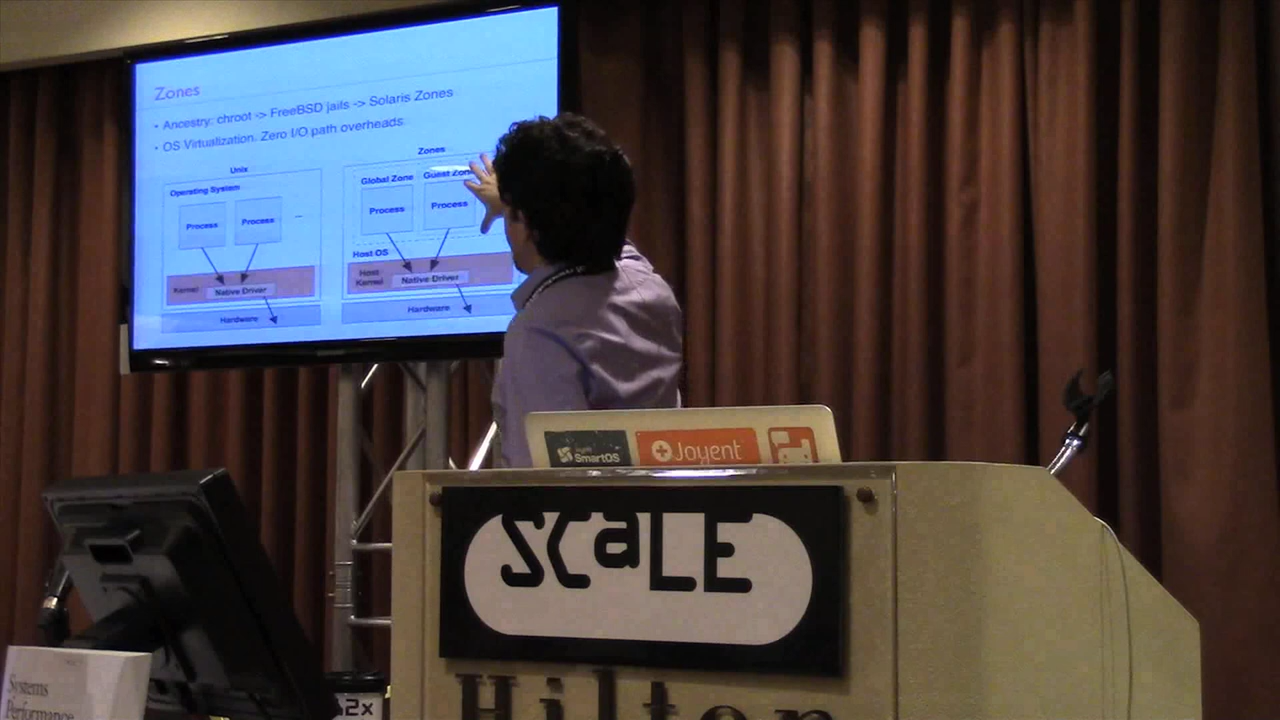 Zones
• Ancestry: chroot -> FreeBSD jails -> Solaris Zones
• OS Virtualization. Zero I/O path overheads.
Unix
Operating System
Process
Process
...
Kernel
Native Driver
Hardware
Zones
Global Zone
Guest Zon
Process
Process
Host OS
Host
Kernel
Native Driver
Hardware
SmartOS
Joyent
SCaLE
Hilton
Systems
Performance
2x